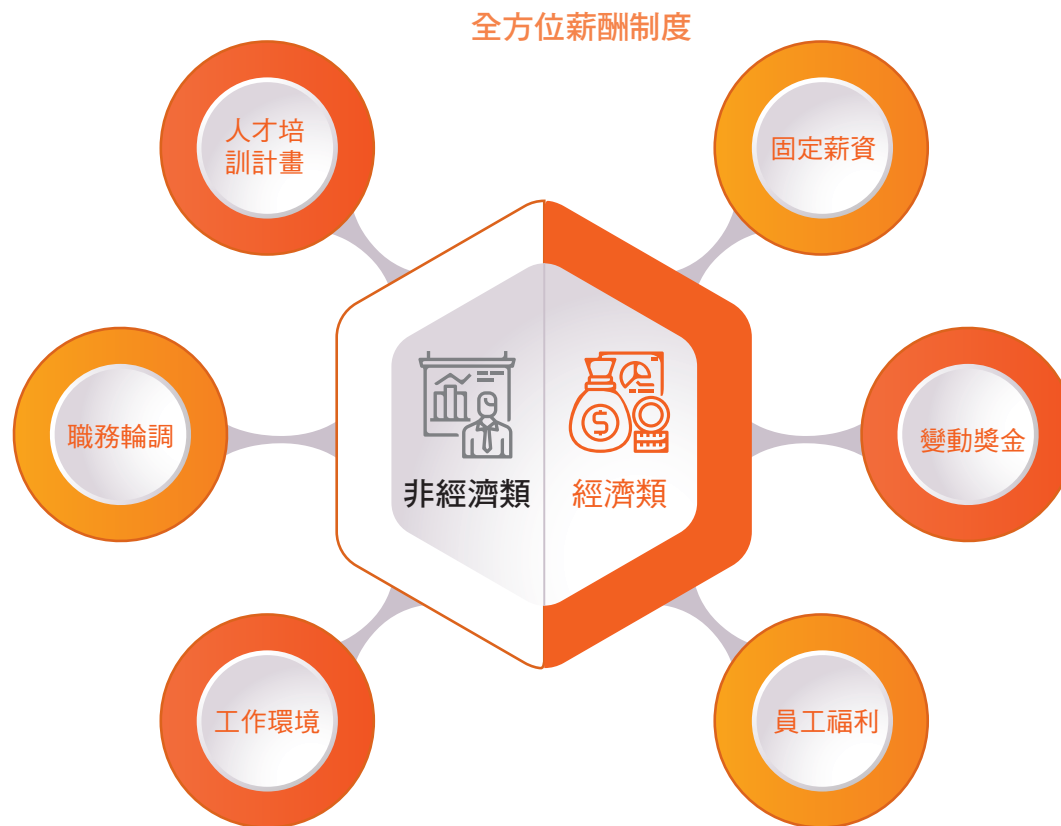 全方位薪酬制度
人才培
訓計畫
固定薪資
職務輪調
非經濟類
經濟類
$
變動獎金
工作環境
員工福利